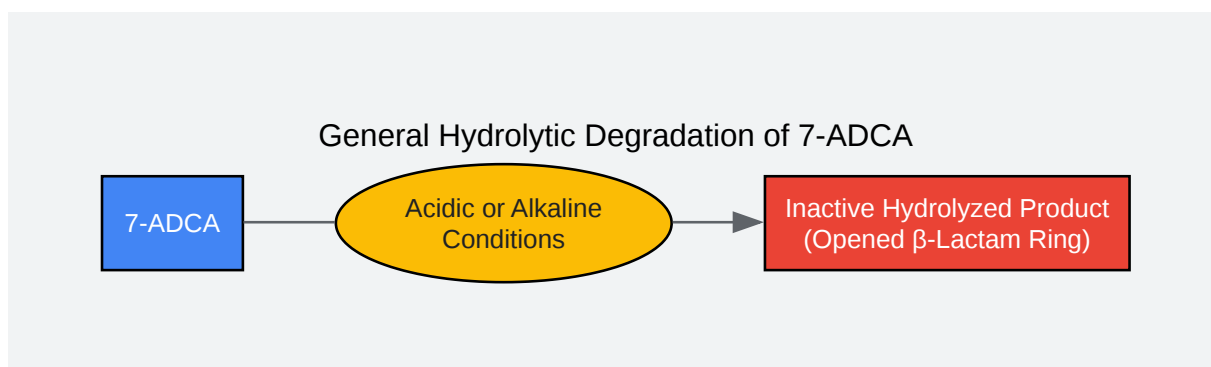 General Hydrolytic Degradation of 7-ADCA
7-ADCA
Acidic or Alkaline
Conditions
Inactive Hydrolyzed Product
(Opened β-Lactam Ring)